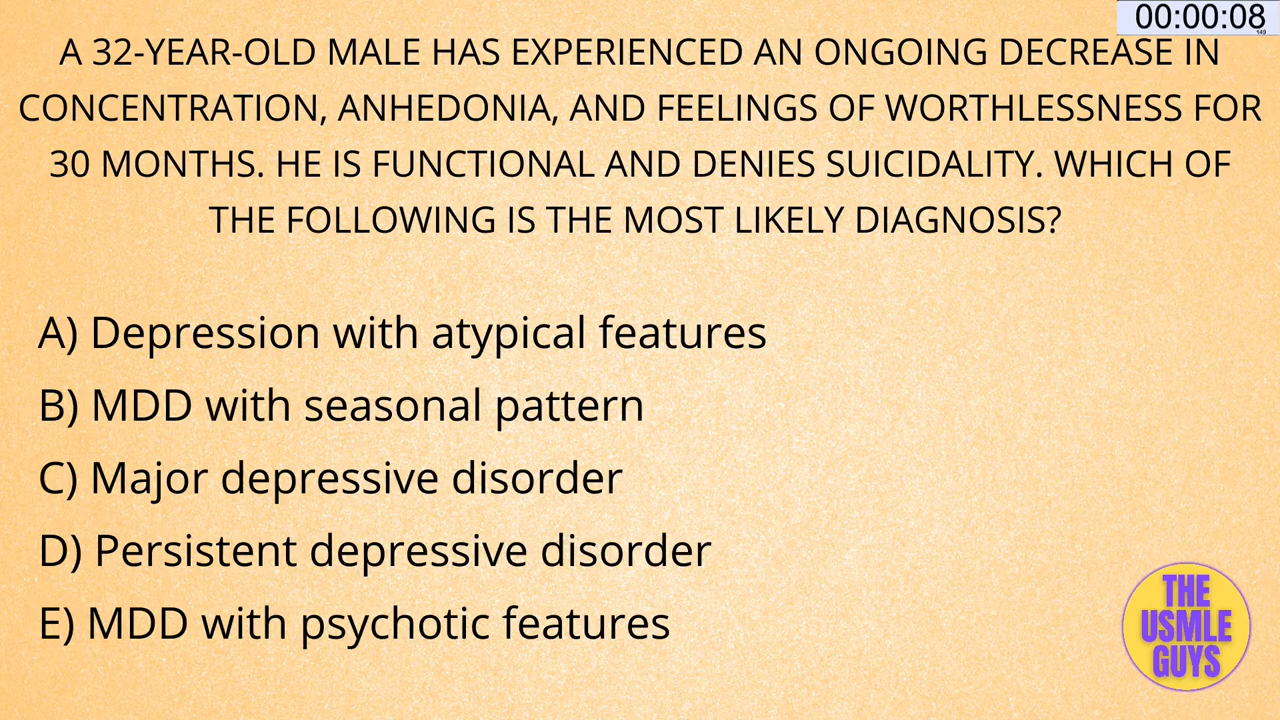 00:00:08
149
A 32-YEAR-OLD MALE HAS EXPERIENCED AN ONGOING DECREASE IN
CONCENTRATION, ANHEDONIA, AND FEELINGS OF WORTHLESSNESS FOR
30 MONTHS. HE IS FUNCTIONAL AND DENIES SUICIDALITY. WHICH OF
THE FOLLOWING IS THE MOST LIKELY DIAGNOSIS?
A) Depression with atypical features
B) MDD with seasonal pattern
C) Major depressive disorder
D) Persistent depressive disorder
E) MDD with psychotic features
THE
USMLE
GUYS